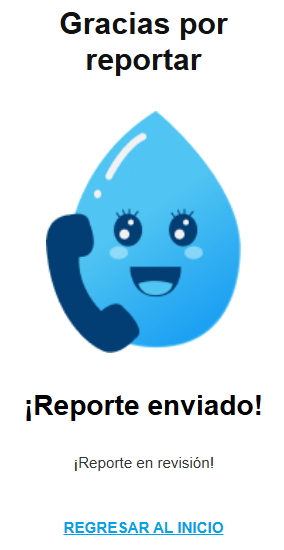 Gracias por
reportar
¡Reporte enviado!
¡Reporte en revisión!
REGRESAR AL INICIO